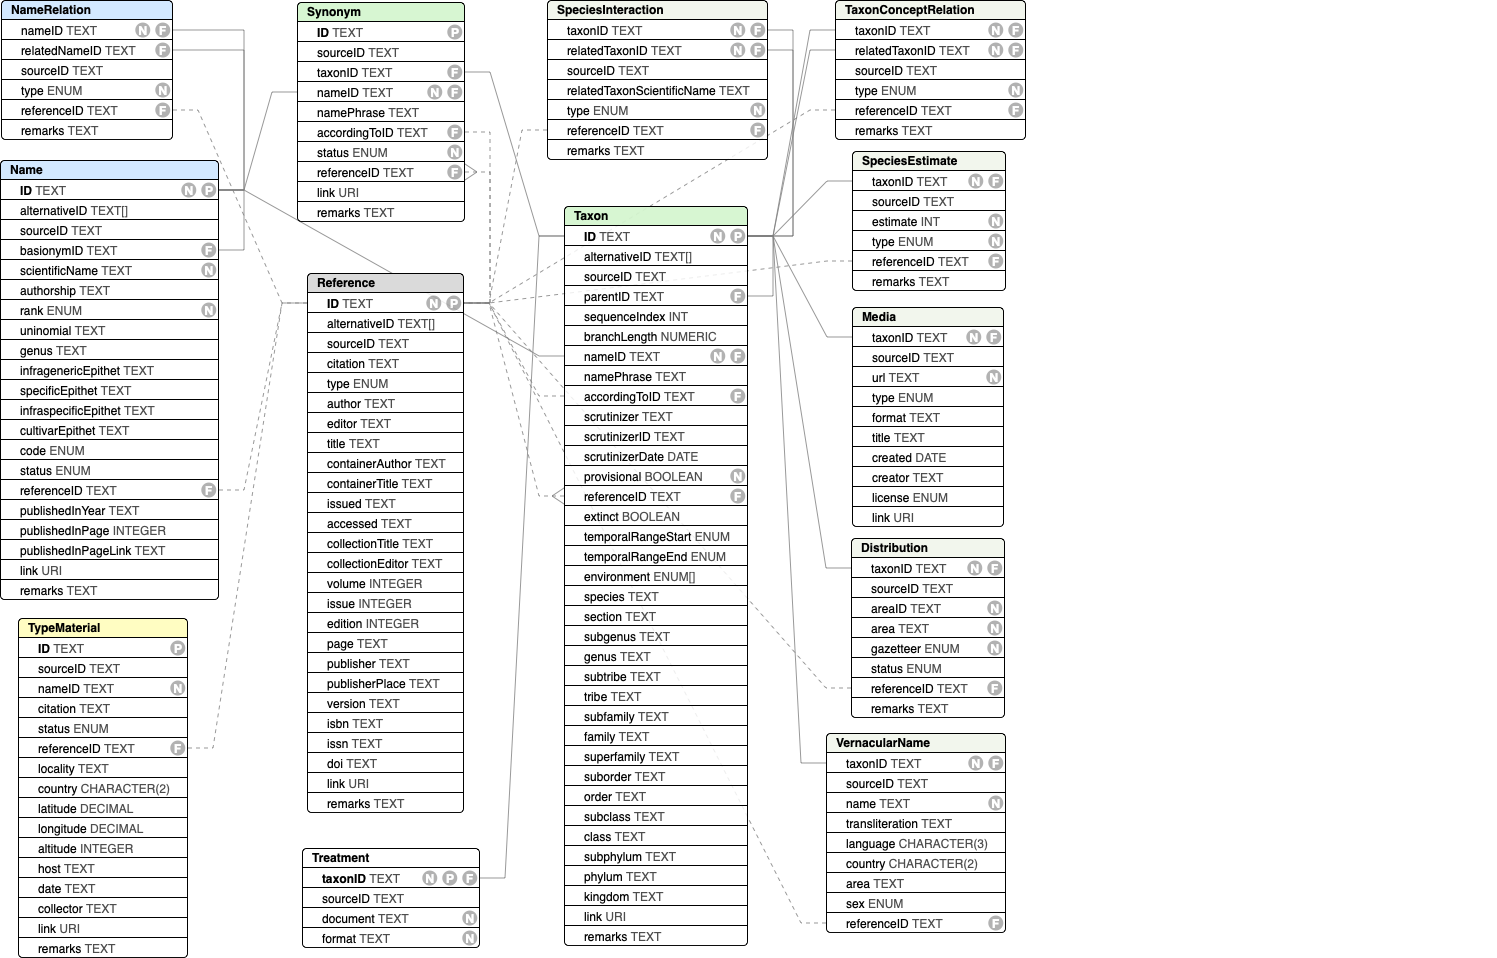 NameRelation
nameID TEXT N F
relatedNameID TEXT F
sourceID TEXT
type ENUM N
referenceID TEXT F
remarks TEXT
Name
ID TEXT N P
alternativeID TEXT[]
sourceID TEXT
basionymID TEXT F
scientificName TEXT N
authorship TEXT
rank ENUM N
uninomial TEXT
genus TEXT
infragenericEpithet TEXT
specificEpithet TEXT
infraspecificEpithet TEXT
cultivarEpithet TEXT
code ENUM
status ENUM
referenceID TEXT F
publishedInYear TEXT
publishedInPage INTEGER
publishedInPageLink TEXT
link URI
remarks TEXT
TypeMaterial
ID TEXT P
sourceID TEXT
nameID TEXT N
citation TEXT
status ENUM
referenceID TEXT F
locality TEXT
country CHARACTER(2)
latitude DECIMAL
longitude DECIMAL
altitude INTEGER
host TEXT
date TEXT
collector TEXT
link URI
remarks TEXT
Synonym
ID TEXT P
sourceID TEXT
taxonID TEXT F
nameID TEXT N F
namePhrase TEXT
accordingToID TEXT F
status ENUM N
referenceID TEXT F
link URI
remarks TEXT
Reference
ID TEXT N P
alternativeID TEXT[]
sourceID TEXT
citation TEXT
type ENUM
author TEXT
editor TEXT
title TEXT
containerAuthor TEXT
containerTitle TEXT
issued TEXT
accessed TEXT
collectionTitle TEXT
collectionEditor TEXT
volume INTEGER
issue INTEGER
edition INTEGER
page TEXT
publisher TEXT
publisherPlace TEXT
version TEXT
isbn TEXT
issn TEXT
doi TEXT
link URI
remarks TEXT
Treatment
taxonID TEXT N P F
sourceID TEXT
document TEXT N
format TEXT N
SpeciesInteraction
taxonID TEXT N F
relatedTaxonID TEXT N F
sourceID TEXT
relatedTaxonScientificName TEXT
type ENUM N
referenceID TEXT F
remarks TEXT
Taxon
ID TEXT N P
alternativeID TEXT[]
sourceID TEXT
parentID TEXT F
sequenceIndex INT
branchLength NUMERIC
nameID TEXT N F
namePhrase TEXT
accordingToID TEXT F
scrutinizer TEXT
scrutinizerID TEXT
scrutinizerDate DATE
provisional BOOLEAN N
referenceID TEXT F
extinct BOOLEAN
temporalRangeStart ENUM
temporalRangeEnd ENUM
environment ENUM[]
species TEXT
section TEXT
subgenus TEXT
genus TEXT
subtribe TEXT
tribe TEXT
subfamily TEXT
family TEXT
superfamily TEXT
suborder TEXT
order TEXT
subclass TEXT
class TEXT
subphylum TEXT
phylum TEXT
kingdom TEXT
link URI
remarks TEXT
TaxonConceptRelation
taxonID TEXT N F
relatedTaxonID TEXT N F
sourceID TEXT
type ENUM N
referenceID TEXT F
remarks TEXT
SpeciesEstimate
taxonID TEXT N F
sourceID TEXT
estimate INT N
type ENUM N
referenceID TEXT F
remarks TEXT
Media
taxonID TEXT N F
sourceID TEXT
url TEXT N
type ENUM
format TEXT
title TEXT
created DATE
creator TEXT
license ENUM
link URI
Distribution
taxonID TEXT N F
sourceID TEXT
areaID TEXT N
area TEXT N
gazetteer ENUM N
status ENUM
referenceID TEXT F
remarks TEXT
VernacularName
taxonID TEXT N F
sourceID TEXT
name TEXT N
transliteration TEXT
language CHARACTER(3)
country CHARACTER(2)
area TEXT
sex ENUM
referenceID TEXT F